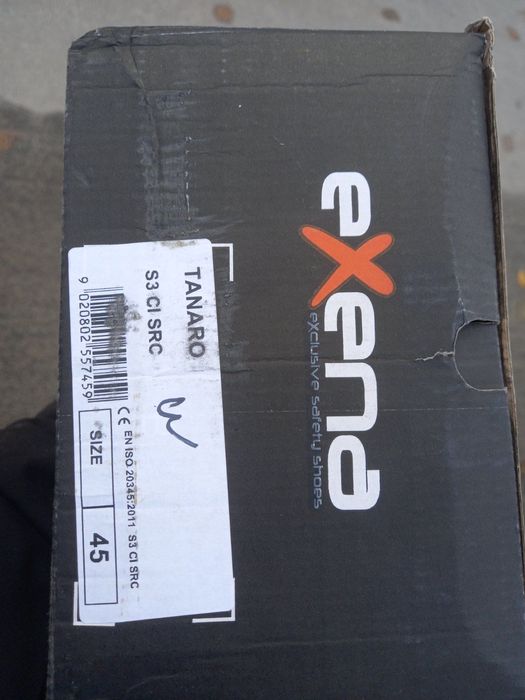 eXena
exclusive safety shoes
TANARO
S3 CI SRC
9 020802 557459
CE EN ISO 20345:2011 S3 CI SRC
SIZE 45